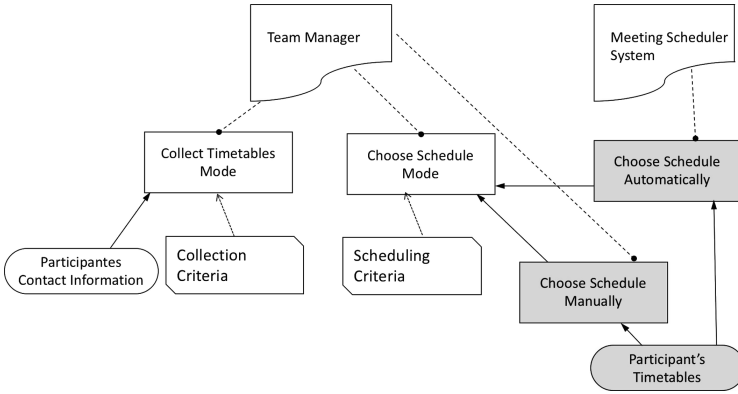 Team Manager
Meeting Scheduler
System
Collect Timetables
Mode
Choose Schedule
Mode
Choose Schedule
Automatically
Participantes
Contact Information
Collection
Criteria
Scheduling
Criteria
Choose Schedule
Manually
Participant's
Timetables